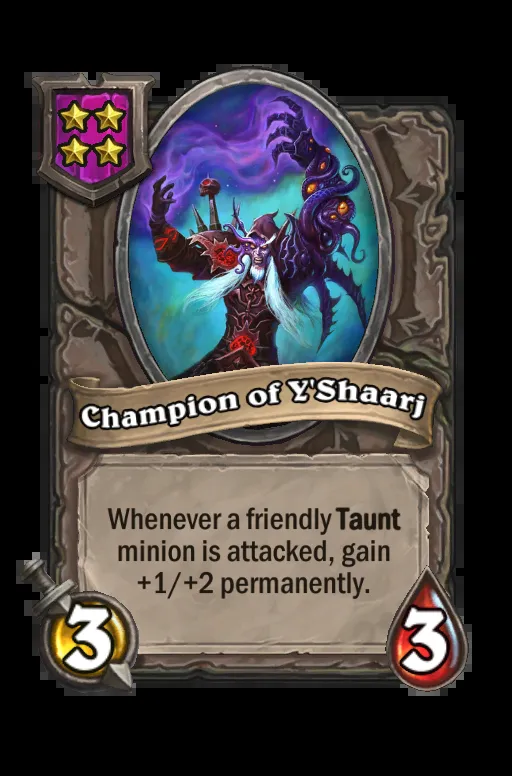 Champion of Y'Shaarj
Whenever a friendly Taunt
minion is attacked, gain
+1/+2 permanently.
3
3